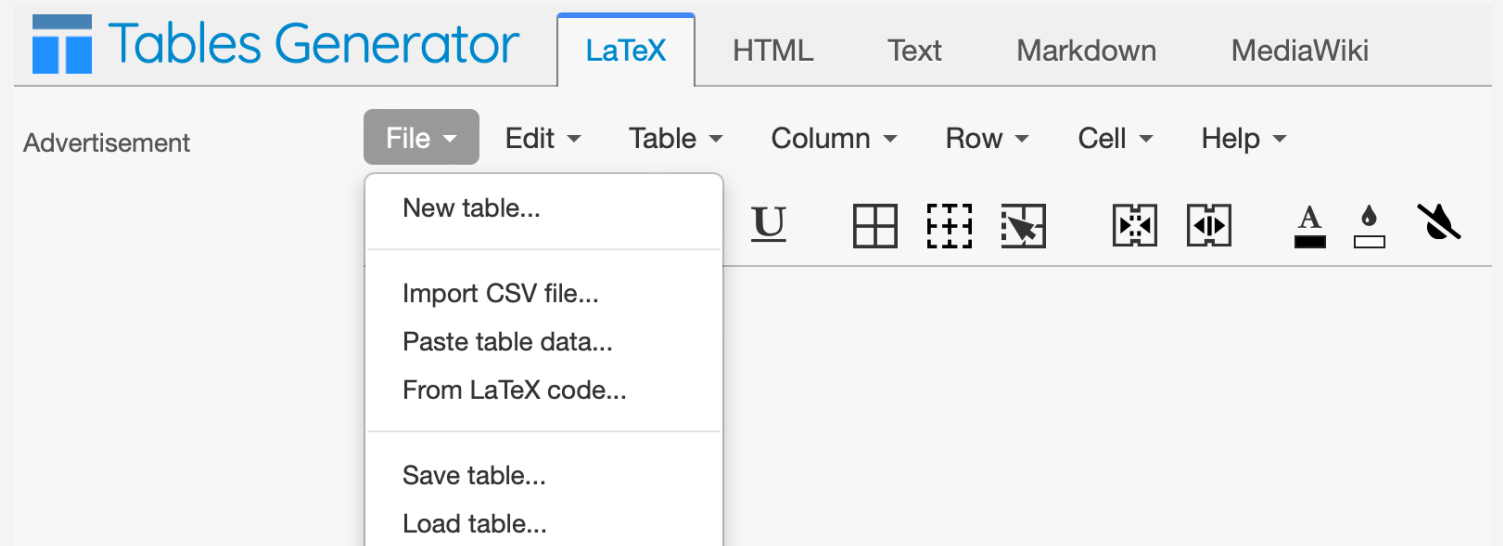 Tables Generator
LaTeX
HTML
Text
Markdown
MediaWiki
Advertisement
File
Edit
Table
Column
Row
Cell
Help
New table...
U
A
Import CSV file...
Paste table data...
From LaTeX code...
Save table...
Load table...